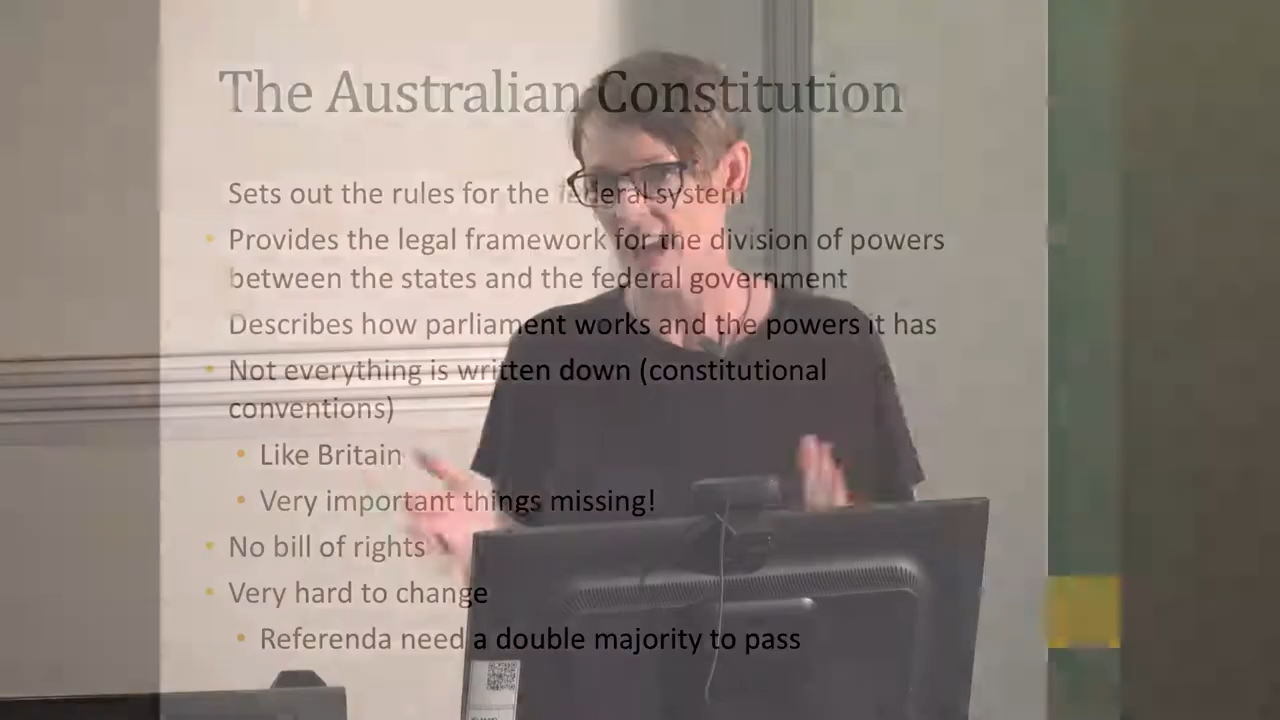 The Australian Constitution
Sets out the rules for the federal system
Provides the legal framework for the division of powers
between the states and the federal government
Describes how parliament works and the powers it has
Not everything is written down (constitutional
conventions)
Like Britain
Very important things missing!
No bill of rights
Very hard to change
Referenda need a double majority to pass